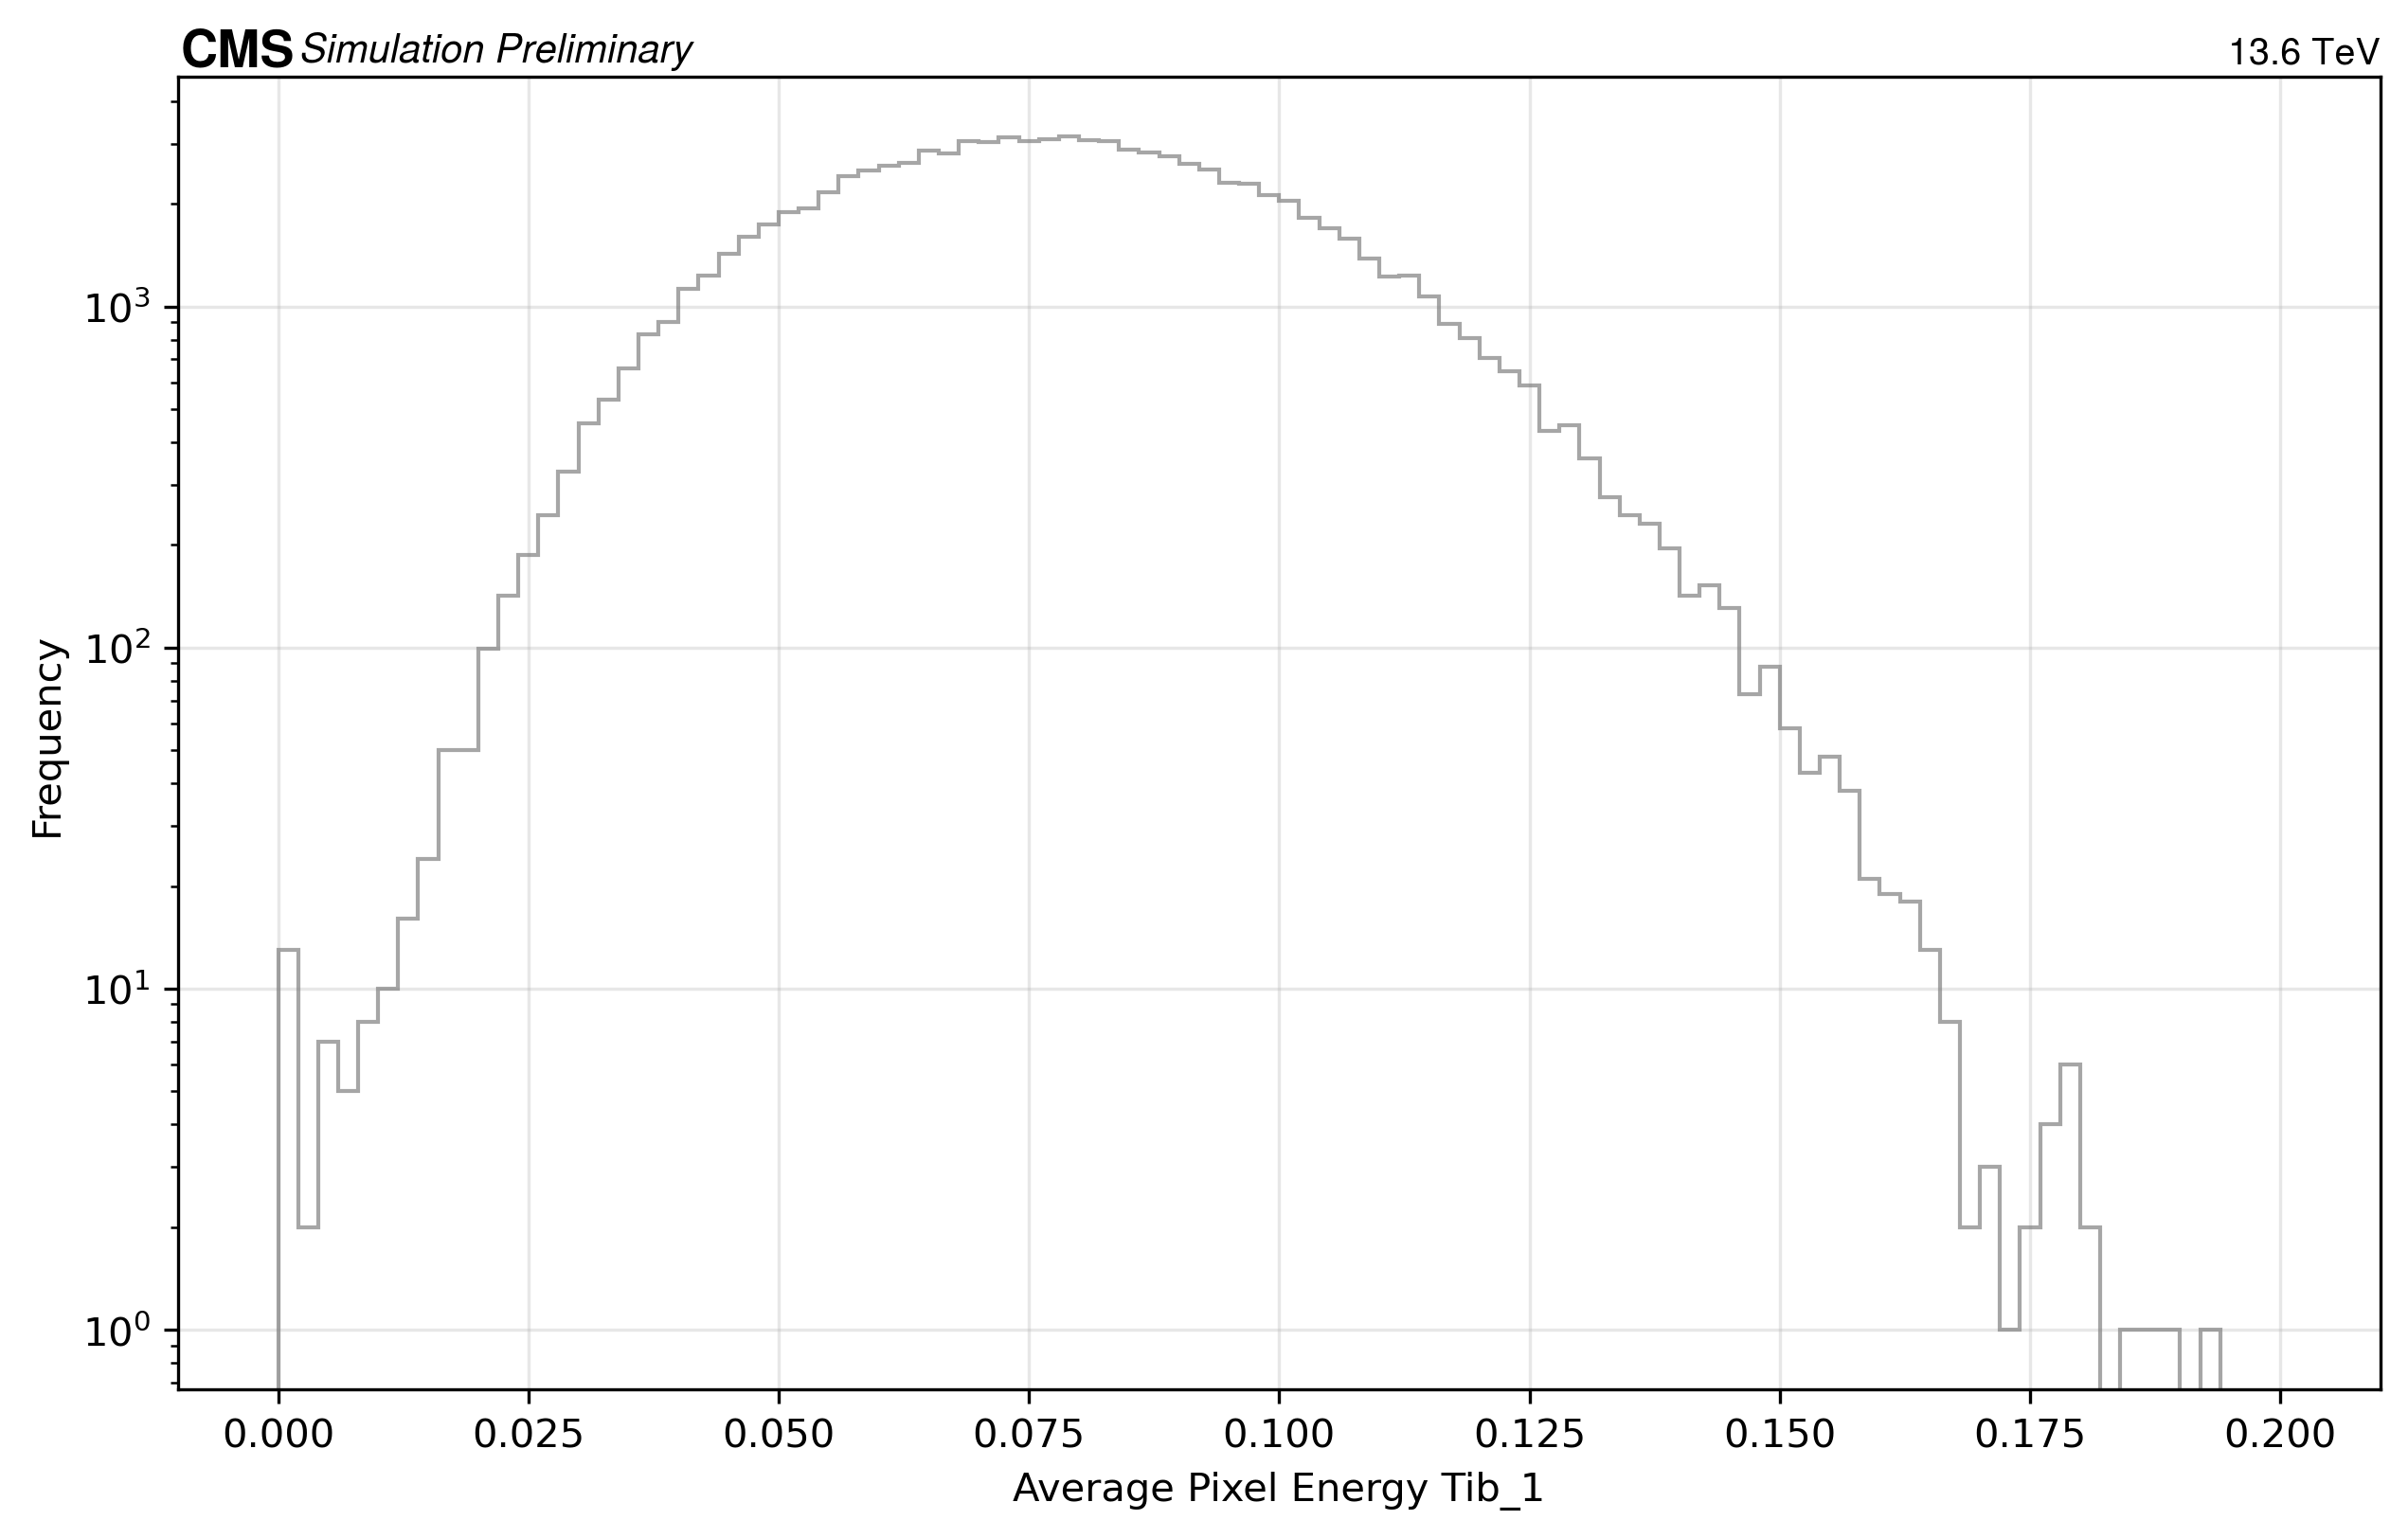 CMS Simulation Preliminary 13.6 TeV
Frequency
10³
10²
10¹
10⁰
0.000 0.025 0.050 0.075 0.100 0.125 0.150 0.175 0.200
Average Pixel Energy Tib_1